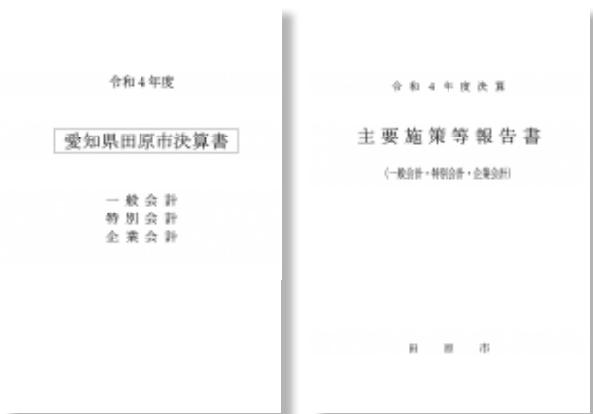 令和4年度
愛知県田原市決算書
一般会計
特別会計
企業会計
令和4年度決算
主要施策等報告書
(一般会計・特別会計・企業会計)
田原市